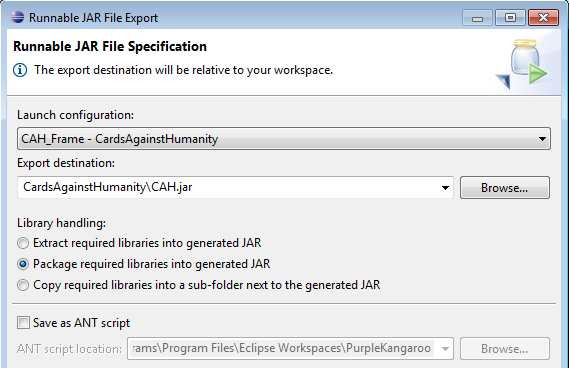 Runnable JAR File Export
Runnable JAR File Specification
The export destination will be relative to your workspace.
Launch configuration:
CAH_Frame - CardsAgainstHumanity
Export destination:
CardsAgainstHumanity\CAH.jar
Browse...
Library handling:
Extract required libraries into generated JAR
Package required libraries into generated JAR
Copy required libraries into a sub-folder next to the generated JAR
Save as ANT script
ANT script location:
rams\Program Files\Eclipse Workspaces\PurpleKangaroo
Browse...